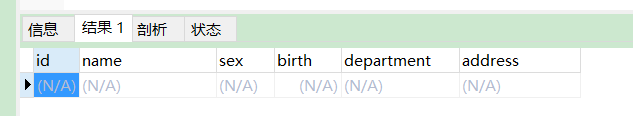 信息 结果 1 剖析 状态
id name sex birth department address
(N/A) (N/A) (N/A) (N/A) (N/A) (N/A)